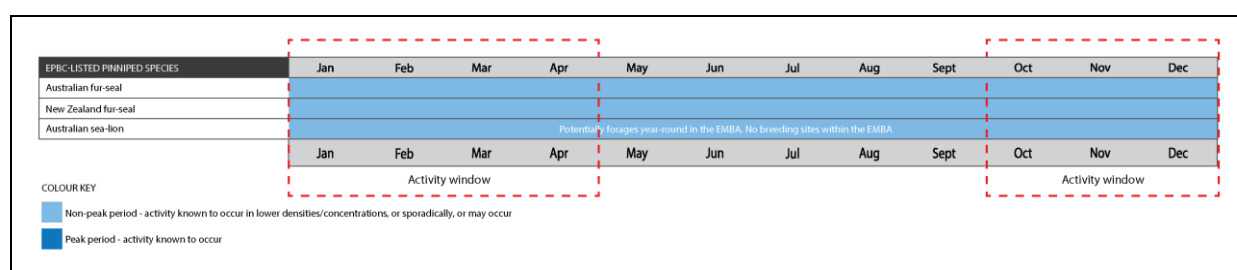 EPBC-LISTED PINNIPED SPECIES Jan Feb Mar Apr May Jun Jul Aug Sept Oct Nov Dec
Australian fur-seal
New Zealand fur-seal
Australian sea-lion Potentially forages year-round in the EMBA. No breeding sites within the EMBA
Jan Feb Mar Apr May Jun Jul Aug Sept Oct Nov Dec
Activity window Activity window
COLOUR KEY
Non-peak period - activity known to occur in lower densities/concentrations, or sporadically, or may occur
Peak period - activity known to occur